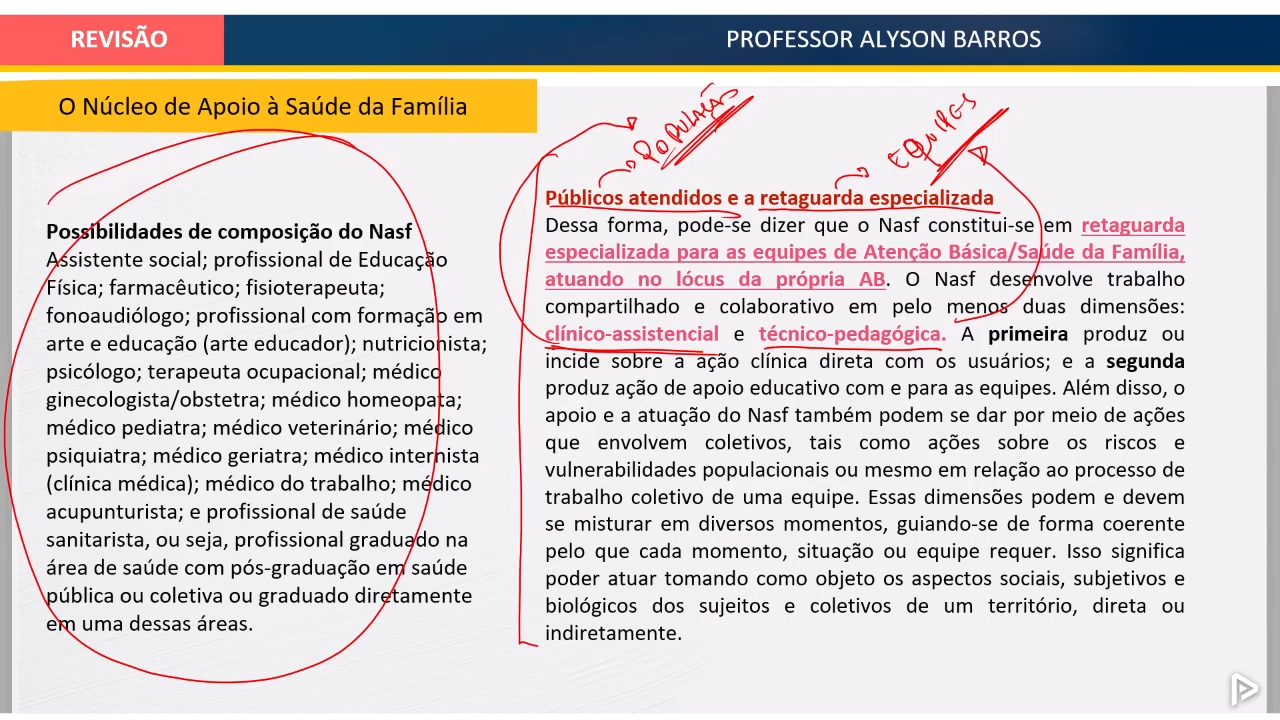 REVISÃO
PROFESSOR ALYSON BARROS
O Núcleo de Apoio à Saúde da Família
POPULAÇÃO
EQUIPES
Possibilidades de composição do Nasf
Assistente social; profissional de Educação
Física; farmacêutico; fisioterapeuta;
fonoaudiólogo; profissional com formação em
arte e educação (arte educador); nutricionista;
psicólogo; terapeuta ocupacional; médico
ginecologista/obstetra; médico homeopata;
médico pediatra; médico veterinário; médico
psiquiatra; médico geriatra; médico internista
(clínica médica); médico do trabalho; médico
acupunturista; e profissional de saúde
sanitarista, ou seja, profissional graduado na
área de saúde com pós-graduação em saúde
pública ou coletiva ou graduado diretamente
em uma dessas áreas.
Públicos atendidos e a retaguarda especializada
Dessa forma, pode-se dizer que o Nasf constitui-se em retaguarda
especializada para as equipes de Atenção Básica/Saúde da Família,
atuando no lócus da própria AB. O Nasf desenvolve trabalho
compartilhado e colaborativo em pelo menos duas dimensões:
clínico-assistencial e técnico-pedagógica. A primeira produz ou
incide sobre a ação clínica direta com os usuários; e a segunda
produz ação de apoio educativo com e para as equipes. Além disso, o
apoio e a atuação do Nasf também podem se dar por meio de ações
que envolvem coletivos, tais como ações sobre os riscos e
vulnerabilidades populacionais ou mesmo em relação ao processo de
trabalho coletivo de uma equipe. Essas dimensões podem e devem
se misturar em diversos momentos, guiando-se de forma coerente
pelo que cada momento, situação ou equipe requer. Isso significa
poder atuar tomando como objeto os aspectos sociais, subjetivos e
biológicos dos sujeitos e coletivos de um território, direta ou
indiretamente.